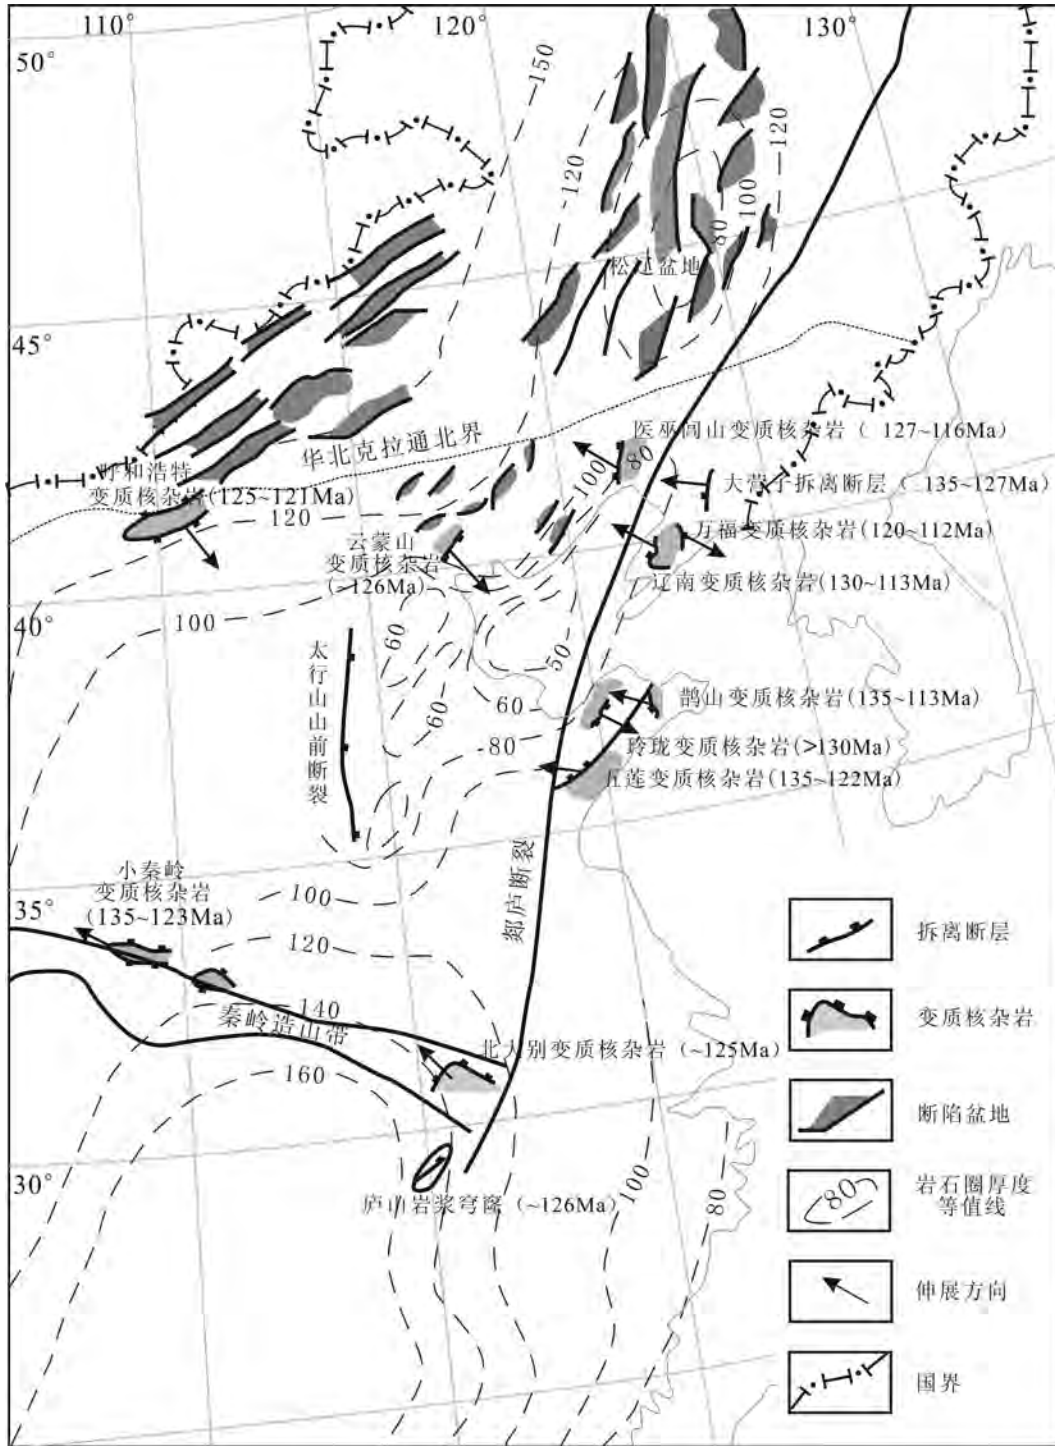 110°
120°
130°
50°
150
120
120
100
80
松辽盆地
45°
华北克拉通北界
医巫闾山变质核杂岩( 127~116Ma)
80
100
呼和浩特
变质核杂岩(125~121Ma)
大营子拆离断层( 135~127Ma)
120
万福变质核杂岩(120~112Ma)
云蒙山
变质核杂岩
(~126Ma)
辽南变质核杂岩(130~113Ma)
40°
100
60
60
50
太行山山前断裂
60
60
80
鹊山变质核杂岩(135~113Ma)
玲珑变质核杂岩(>130Ma)
五莲变质核杂岩(135~122Ma)
郯庐断裂
小秦岭
变质核杂岩
(135~123Ma)
35°
100
120
140
秦岭造山带
160
北大别变质核杂岩(~125Ma)
30°
庐山岩浆穹窿(~126Ma)
100
80
拆离断层
变质核杂岩
断陷盆地
80
岩石圈厚度
等值线
伸展方向
国界